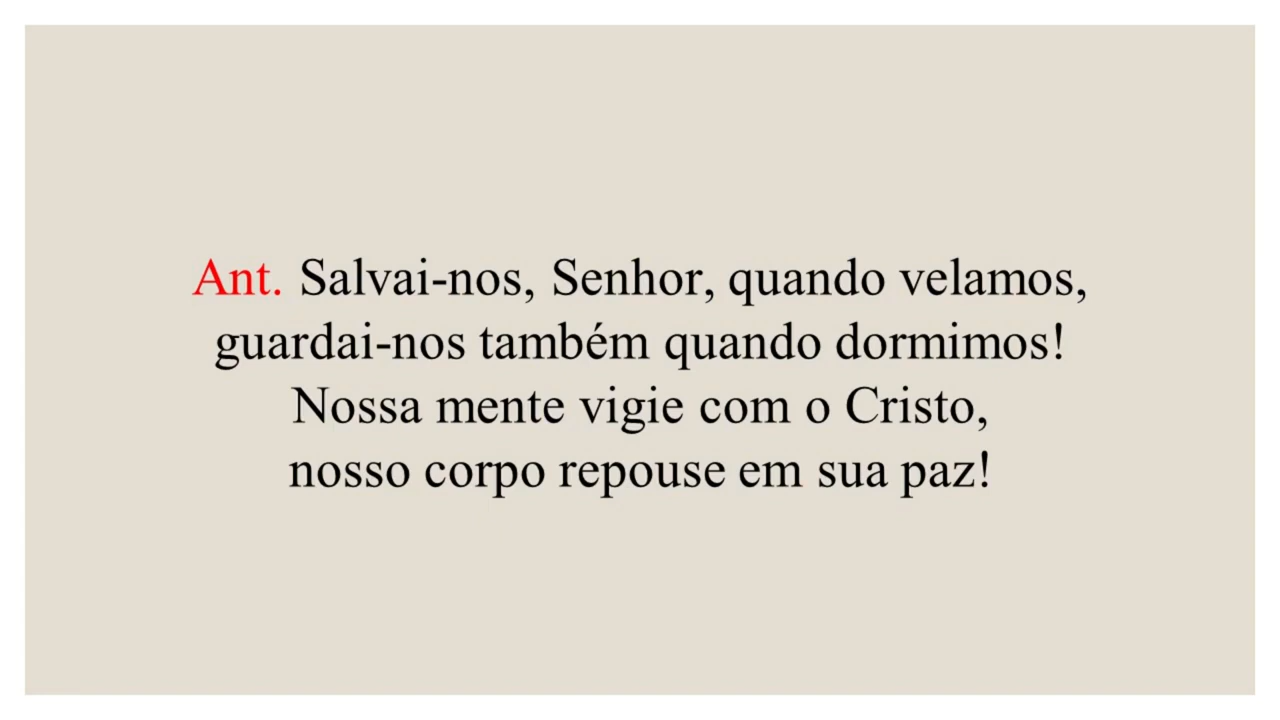 Ant. Salvai-nos, Senhor, quando velamos,
guardai-nos também quando dormimos!
Nossa mente vigie com o Cristo,
nosso corpo repouse em sua paz!